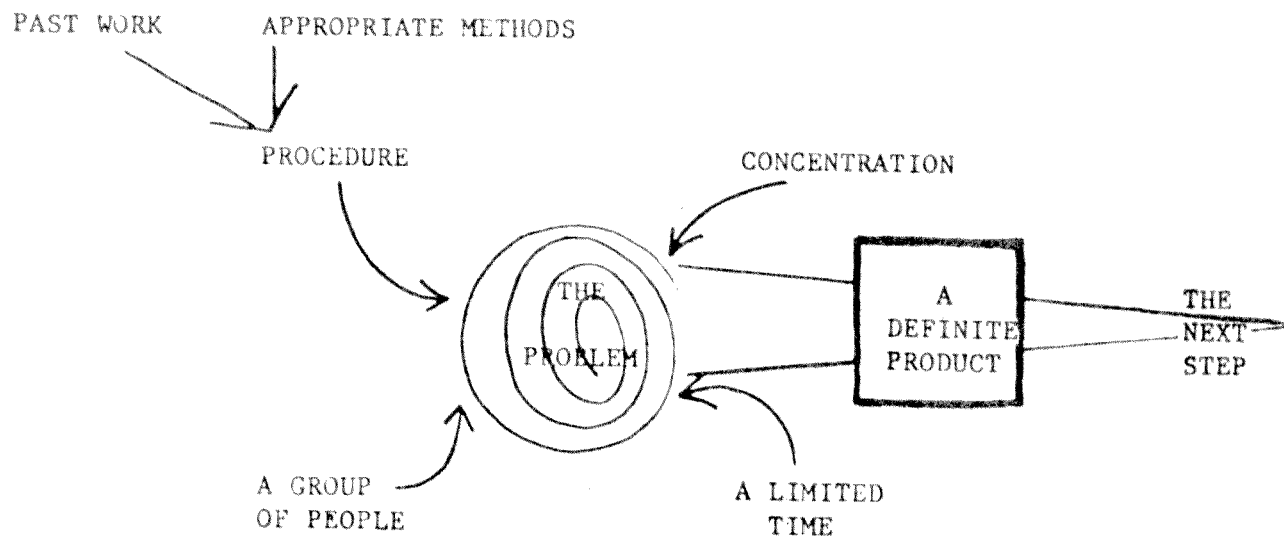 PAST WORK
APPROPRIATE METHODS
PROCEDURE
CONCENTRATION
THE
PROBLEM
A
DEFINITE
PRODUCT
THE
NEXT
STEP
A GROUP
OF PEOPLE
A LIMITED
TIME